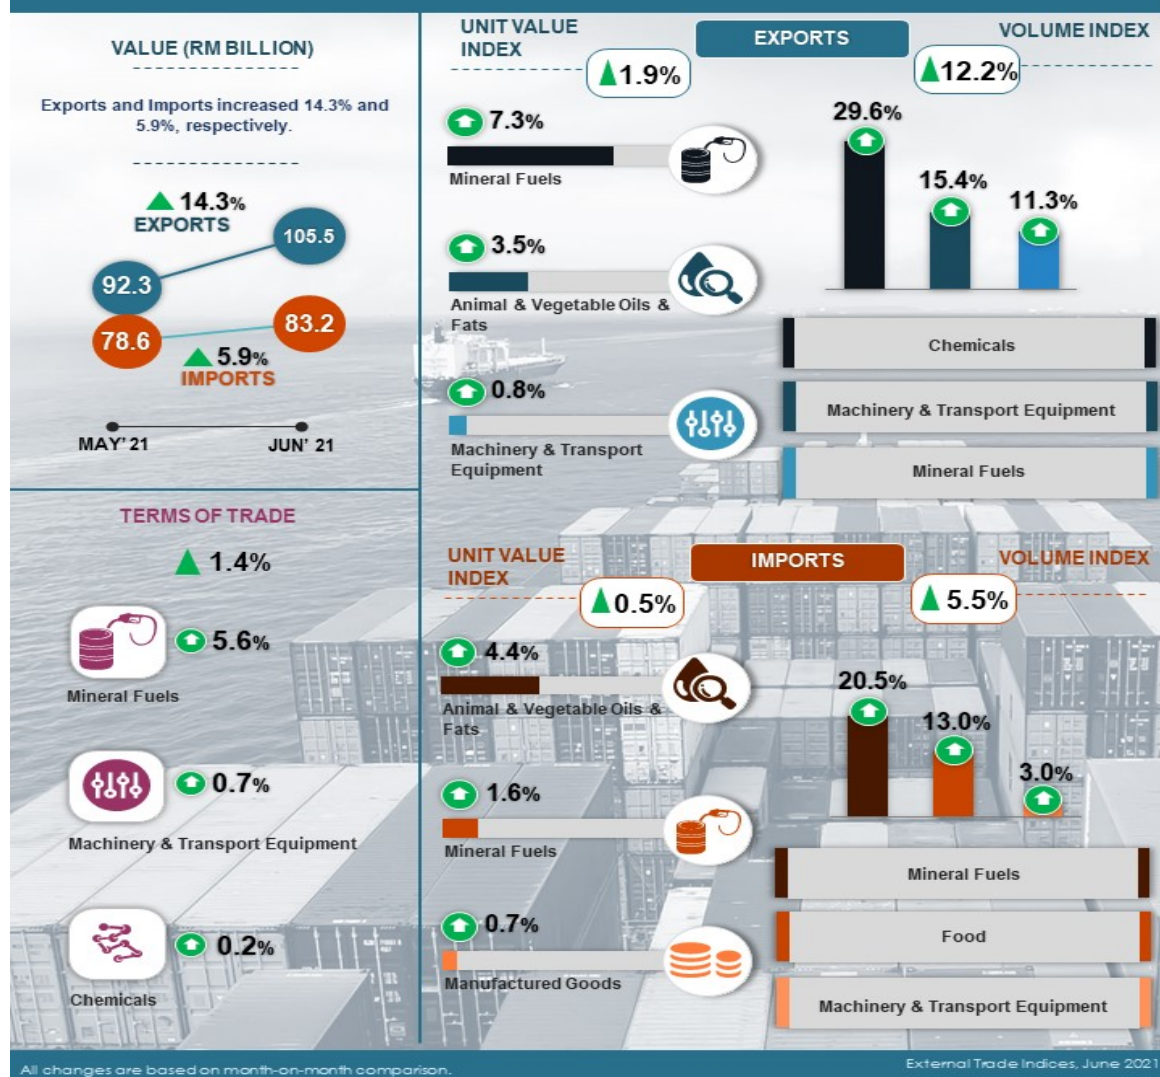 VALUE (RM BILLION)
Exports and Imports increased 14.3% and
5.9%, respectively.
14.3%
EXPORTS
105.5
92.3
83.2
78.6
5.9%
IMPORTS
MAY' 21
JUN' 21
TERMS OF TRADE
1.4%
5.6%
Mineral Fuels
0.7%
Machinery & Transport Equipment
0.2%
Chemicals
UNIT VALUE
INDEX
EXPORTS
VOLUME INDEX
1.9%
12.2%
7.3%
Mineral Fuels
3.5%
Animal & Vegetable Oils &
Fats
0.8%
Machinery & Transport
Equipment
29.6%
15.4%
11.3%
Chemicals
Machinery & Transport Equipment
Mineral Fuels
UNIT VALUE
INDEX
IMPORTS
VOLUME INDEX
0.5%
5.5%
4.4%
Animal & Vegetable Oils &
Fats
1.6%
Mineral Fuels
0.7%
Manufactured Goods
20.5%
13.0%
3.0%
Mineral Fuels
Food
Machinery & Transport Equipment
All changes are based on month-on-month comparison.
External Trade Indices, June 2021